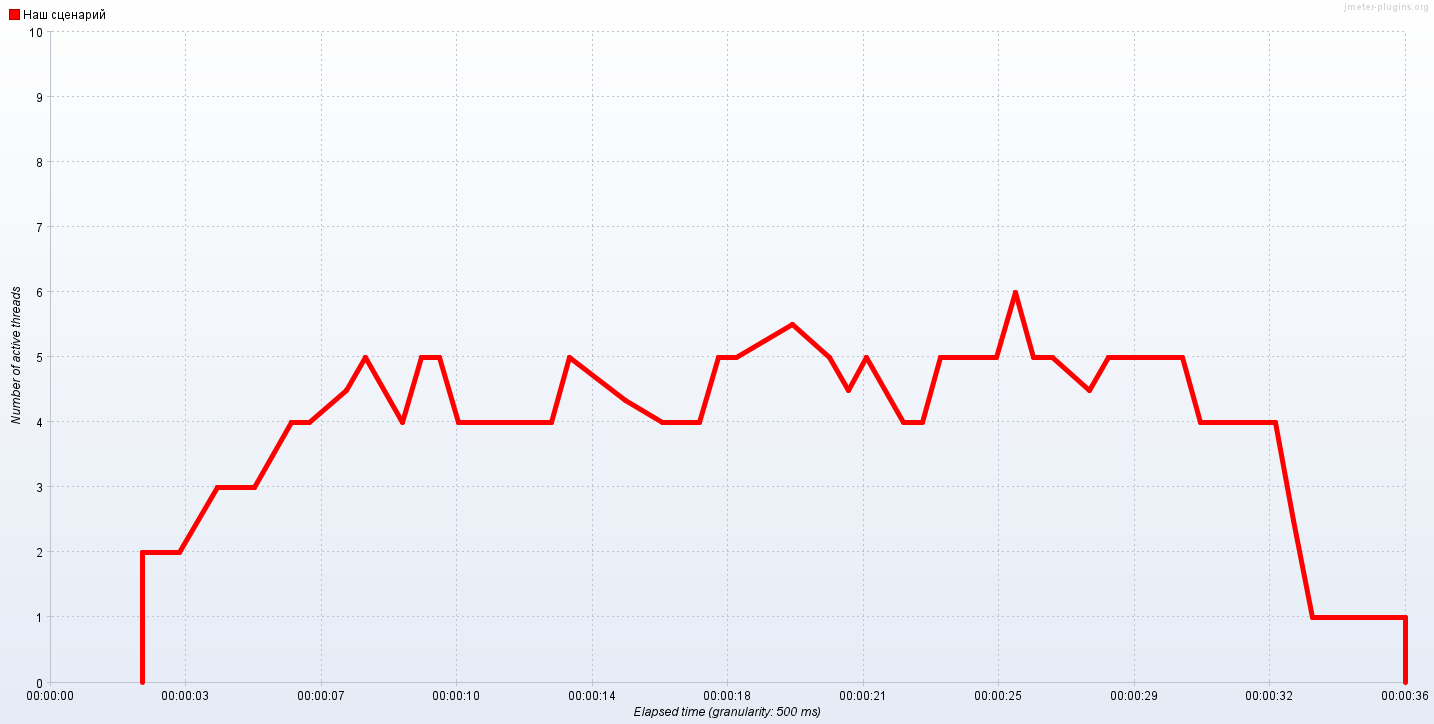 Наш сценарий
jmeter-plugins.org
10
9
8
7
6
5
4
3
2
1
0
Number of active threads
00:00:00 00:00:03 00:00:07 00:00:10 00:00:14 00:00:18 00:00:21 00:00:25 00:00:29 00:00:32 00:00:36
Elapsed time (granularity: 500 ms)